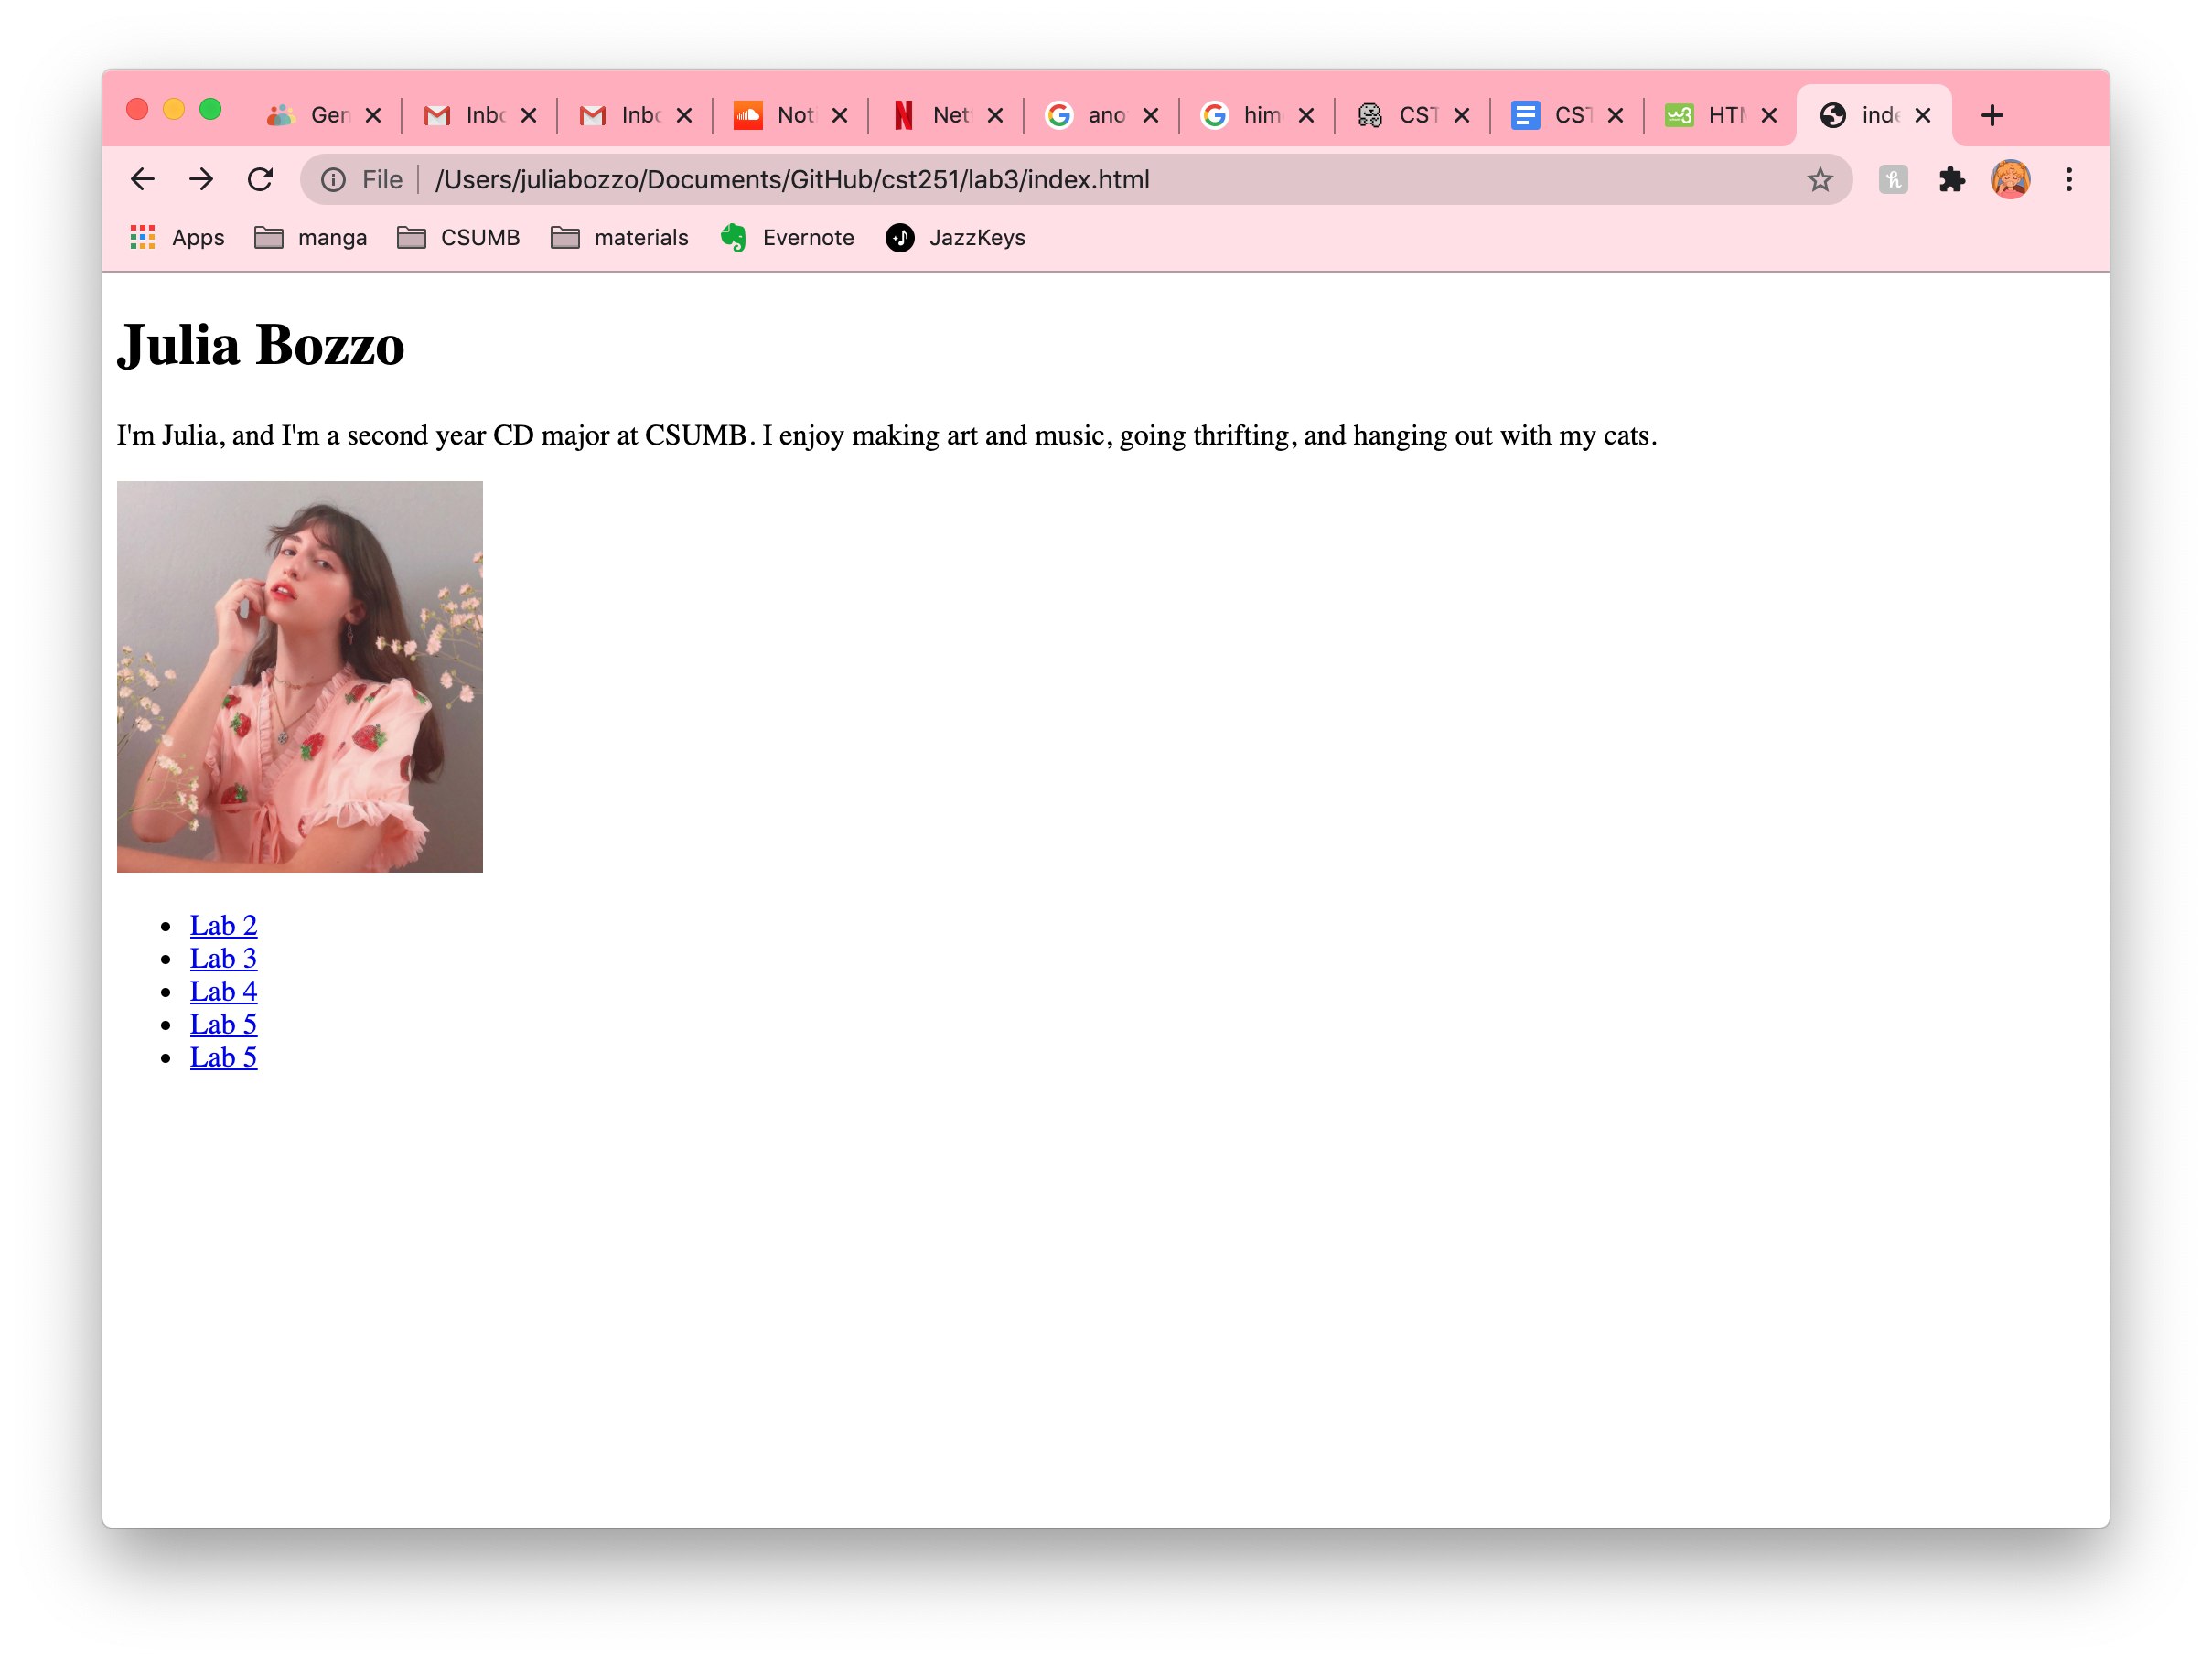 Gen Inbo Inbo Noti Net ano him CST CST HTM inde
File /Users/juliabozzo/Documents/GitHub/cst251/lab3/index.html
Apps manga CSUMB materials Evernote JazzKeys
Julia Bozzo
I'm Julia, and I'm a second year CD major at CSUMB. I enjoy making art and music, going thrifting, and hanging out with my cats.
Lab 2
Lab 3
Lab 4
Lab 5
Lab 5